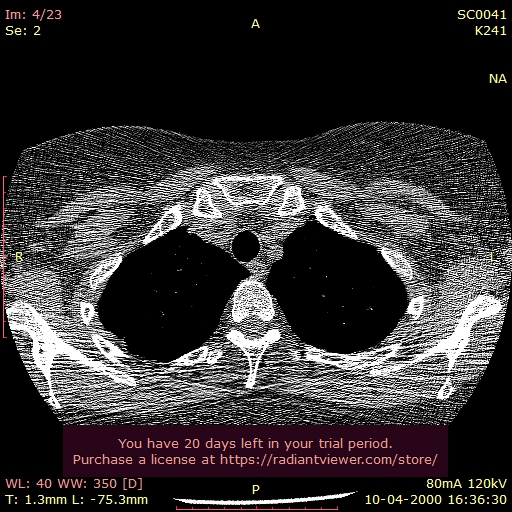 Im: 4/23
Se: 2
A
SC0041
K241
NA
R
L
You have 20 days left in your trial period.
Purchase a license at https://radiantviewer.com/store/
WL: 40 WW: 350 [D]
T: 1.3mm L: -75.3mm
P
80mA 120kV
10-04-2000 16:36:30